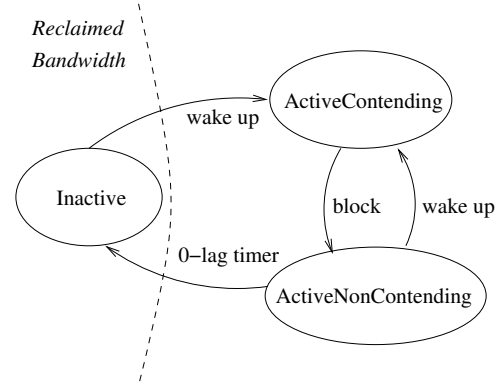 Reclaimed
Bandwidth
ActiveContending
wake up
Inactive
block
wake up
0−lag timer
ActiveNonContending